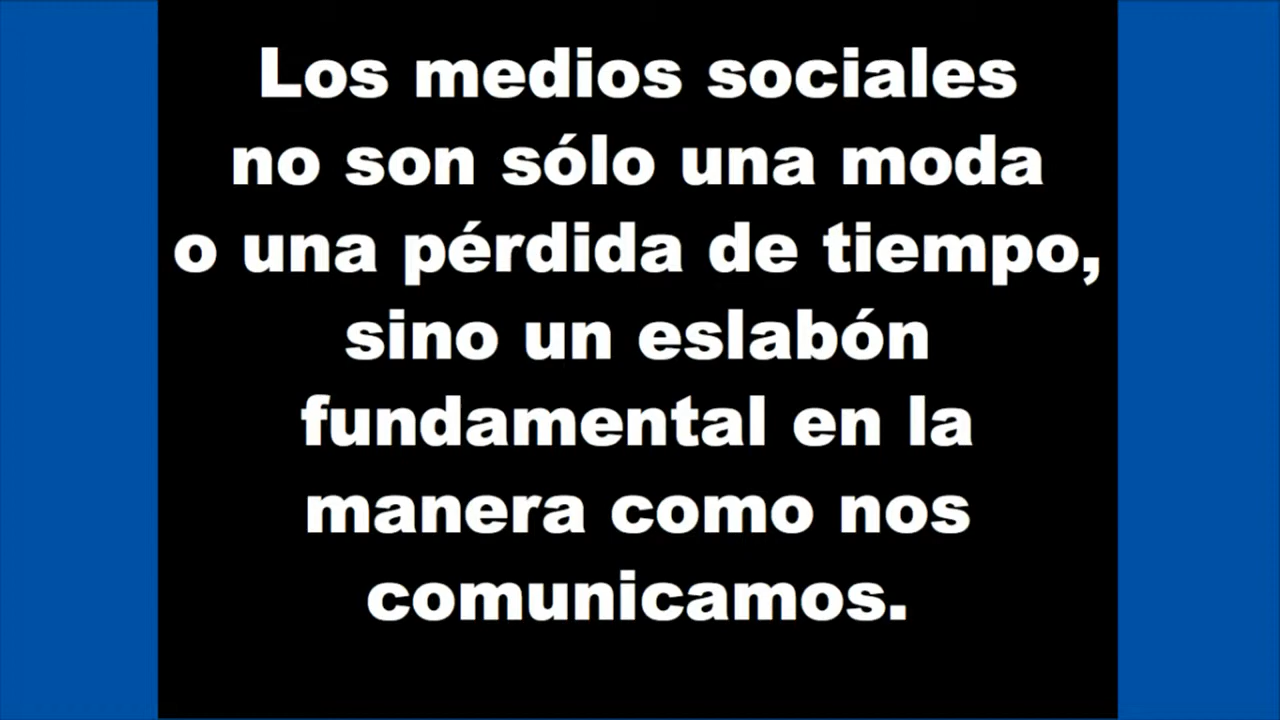 Los medios sociales
no son sólo una moda
o una pérdida de tiempo,
sino un eslabón
fundamental en la
manera como nos
comunicamos.